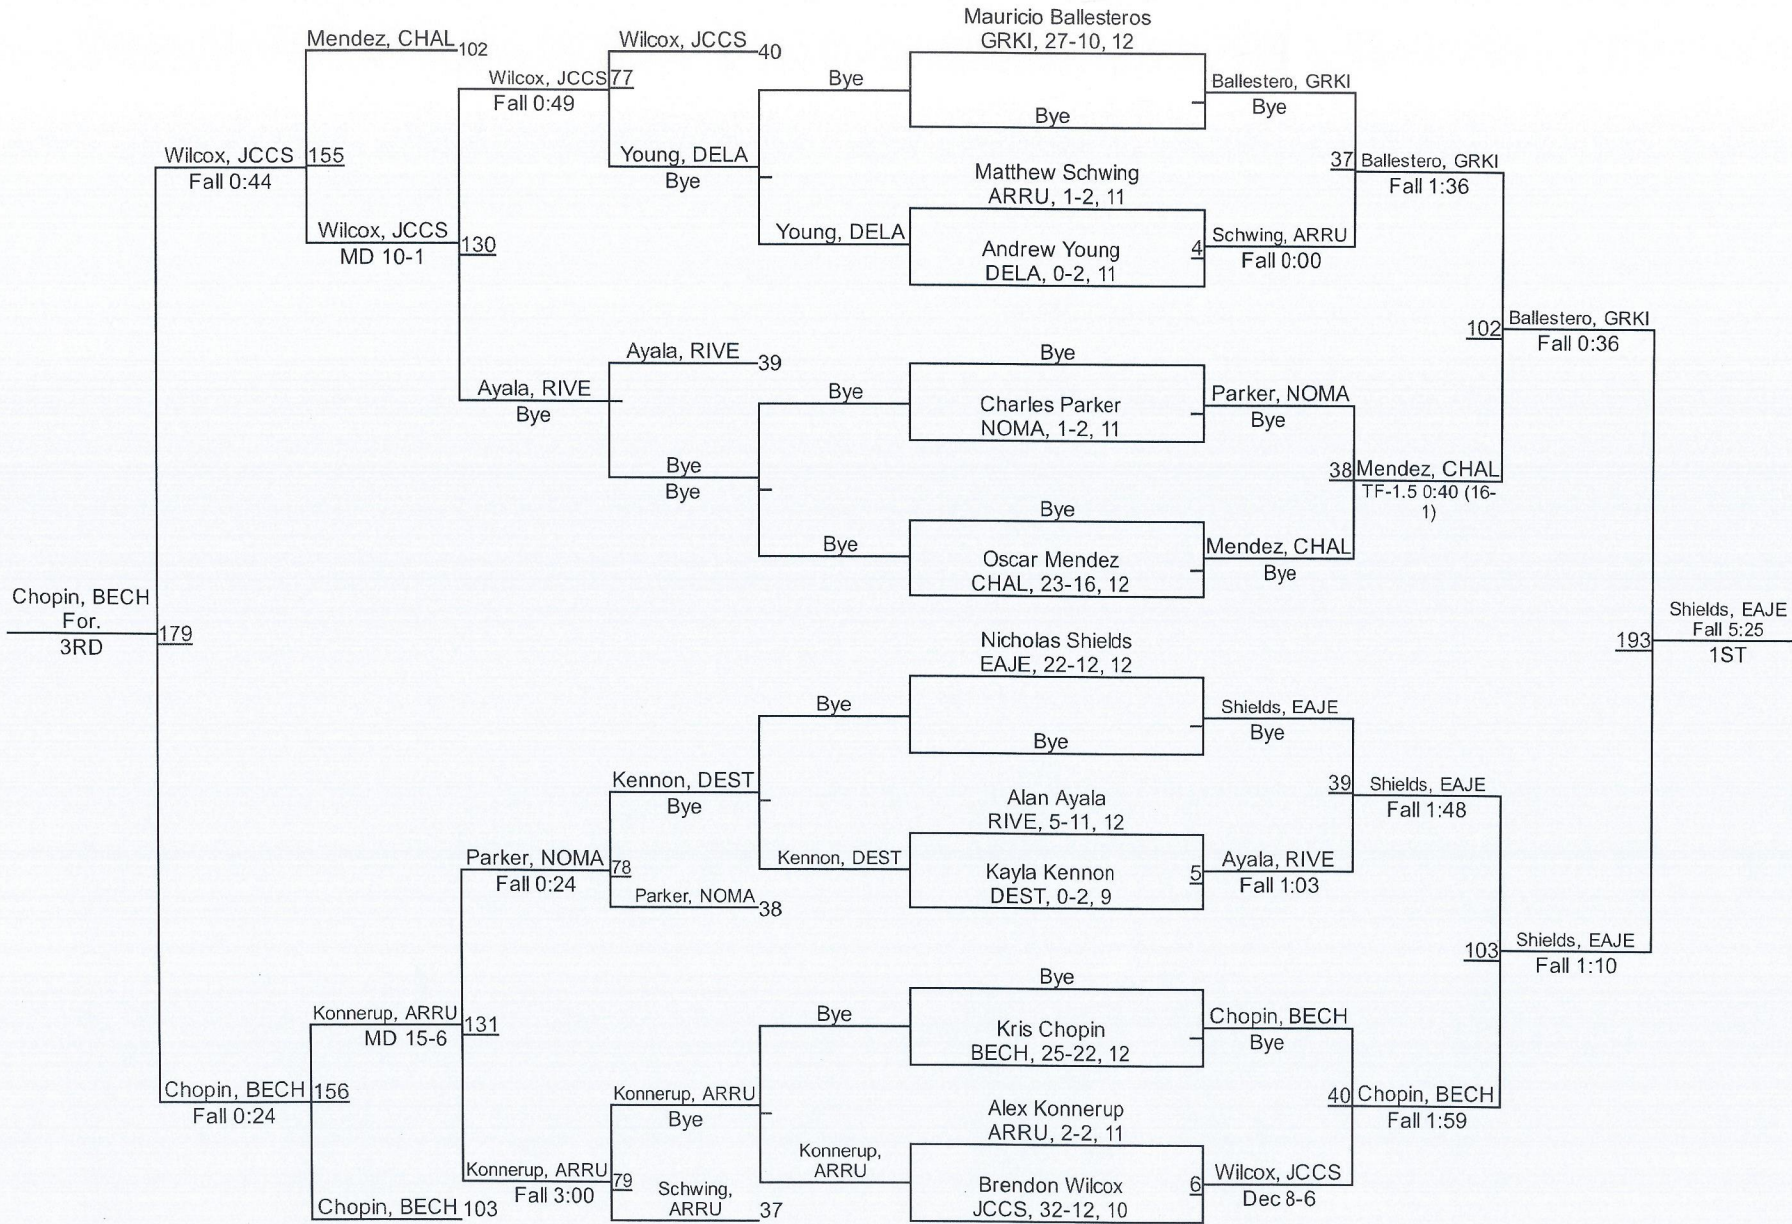 Mauricio Ballesteros
GRKI, 27-10, 12
Mendez, CHAL
102
Wilcox, JCCS
40
Wilcox, JCCS
77
Fall 0:49
Bye
Ballestero, GRKI
Bye
Bye
Wilcox, JCCS
155
Fall 0:44
Young, DELA
Bye
Matthew Schwing
ARRU, 1-2, 11
37
Ballestero, GRKI
Fall 1:36
Wilcox, JCCS
130
MD 10-1
Young, DELA
Andrew Young
DELA, 0-2, 11
4
Schwing, ARRU
Fall 0:00
102
Ballestero, GRKI
Fall 0:36
Ayala, RIVE
39
Bye
Ayala, RIVE
Bye
Bye
Charles Parker
NOMA, 1-2, 11
Parker, NOMA
Bye
Bye
Bye
38
Mendez, CHAL
TF-1.5 0:40 (16-
1)
Bye
Bye
Oscar Mendez
CHAL, 23-16, 12
Mendez, CHAL
Bye
Chopin, BECH
For.
179
3RD
Nicholas Shields
EAJE, 22-12, 12
193
Shields, EAJE
Fall 5:25
1ST
Bye
Bye
Shields, EAJE
Bye
Kennon, DEST
Bye
Alan Ayala
RIVE, 5-11, 12
39
Shields, EAJE
Fall 1:48
Parker, NOMA
78
Fall 0:24
Kennon, DEST
Kayla Kennon
DEST, 0-2, 9
5
Ayala, RIVE
Fall 1:03
Parker, NOMA
38
103
Shields, EAJE
Fall 1:10
Bye
Konnerup, ARRU
131
MD 15-6
Bye
Kris Chopin
BECH, 25-22, 12
Chopin, BECH
Bye
Chopin, BECH
156
Fall 0:24
Konnerup, ARRU
Bye
Alex Konnerup
ARRU, 2-2, 11
40
Chopin, BECH
Fall 1:59
Konnerup, ARRU
79
Fall 3:00
Konnerup,
ARRU
Brendon Wilcox
JCCS, 32-12, 10
6
Wilcox, JCCS
Dec 8-6
Chopin, BECH
103
Schwing,
ARRU
37